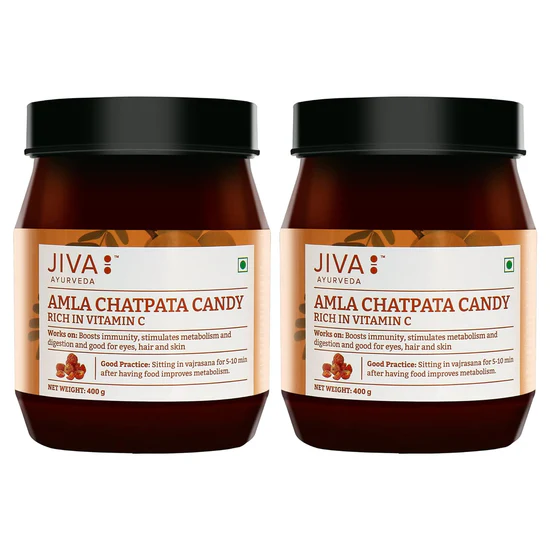 JIVA™
AYURVEDA
AMLA CHATPATA CANDY
RICH IN VITAMIN C
Works on: Boosts immunity, stimulates metabolism and
digestion and good for eyes, hair and skin
Good Practice: Sitting in vajrasana for 5-10 min
after having food improves metabolism.
NET WEIGHT: 400 g
JIVA™
AYURVEDA
AMLA CHATPATA CANDY
RICH IN VITAMIN C
Works on: Boosts immunity, stimulates metabolism and
digestion and good for eyes, hair and skin
Good Practice: Sitting in vajrasana for 5-10 min
after having food improves metabolism.
NET WEIGHT: 400 g